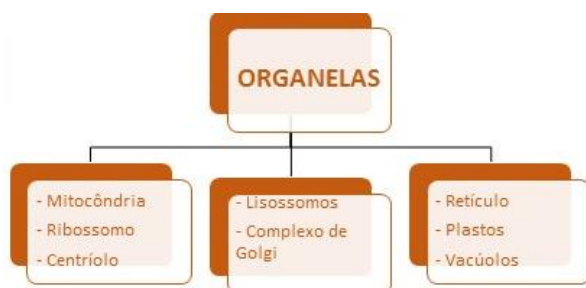 ORGANELAS
- Mitocôndria
- Ribossomo
- Centríolo
- Lisossomos
- Complexo de
Golgi
- Retículo
- Plastos
- Vacúolos